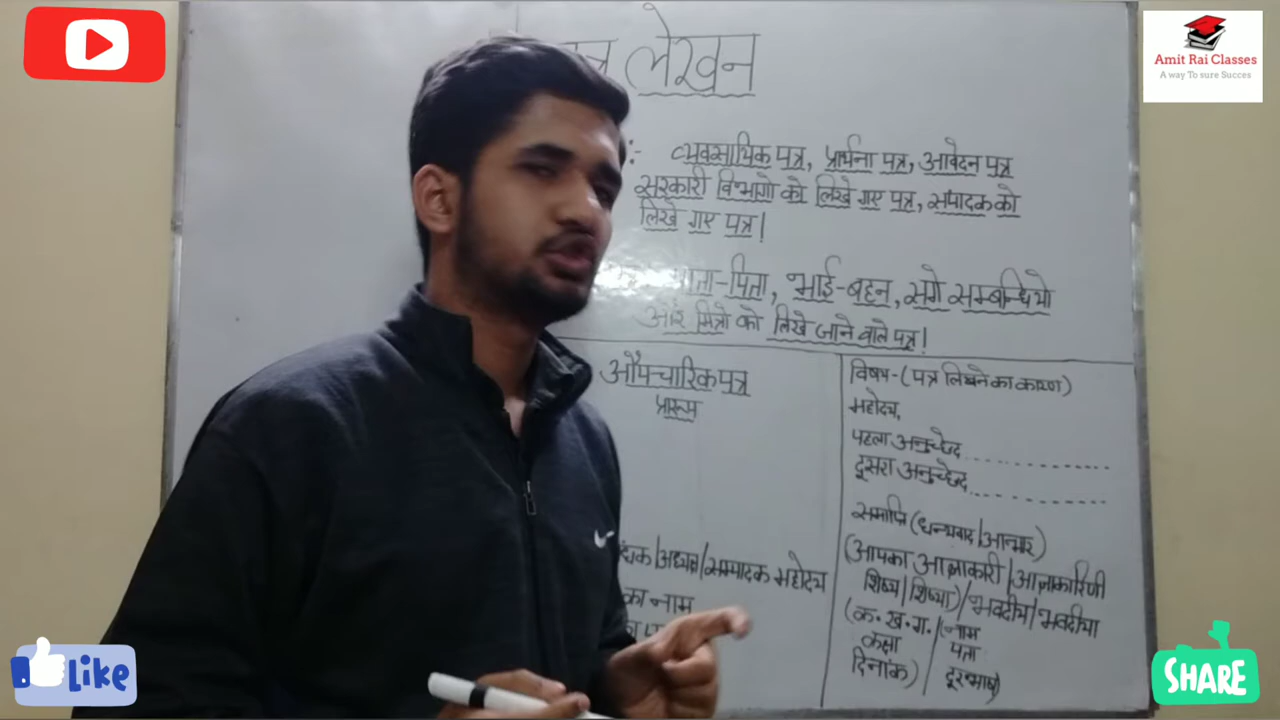 लेखन
Amit Rai Classes
A way To sure Succes
:- व्यवसायिक पत्र, प्रार्थना पत्र, आवेदन पत्र
सरकारी विभागो को लिखे गए पत्र, संपादक को
लिखे गए पत्र!
माता-पिता, भाई-बहन, सगे सम्बन्धियो
और मित्रो को लिखे जाने वाले पत्र!
औपचारिक पत्र
प्रारूप
अध्यक्ष/सम्पादक महोदय
का नाम
विषय-(पत्र लिखने का कारण)
महोदय,
पहला अनुच्छेद..............
दूसरा अनुच्छेद..............
समाप्ति (धन्यवाद/आभार)
(आपका आज्ञाकारी/आज्ञाकारिणी
शिष्य/शिष्या)/भवदीय/भवदीया
(क.ख.ग./(नाम
कक्षा / पता
दिनांक) / दूरभाष)
Like
SHARE